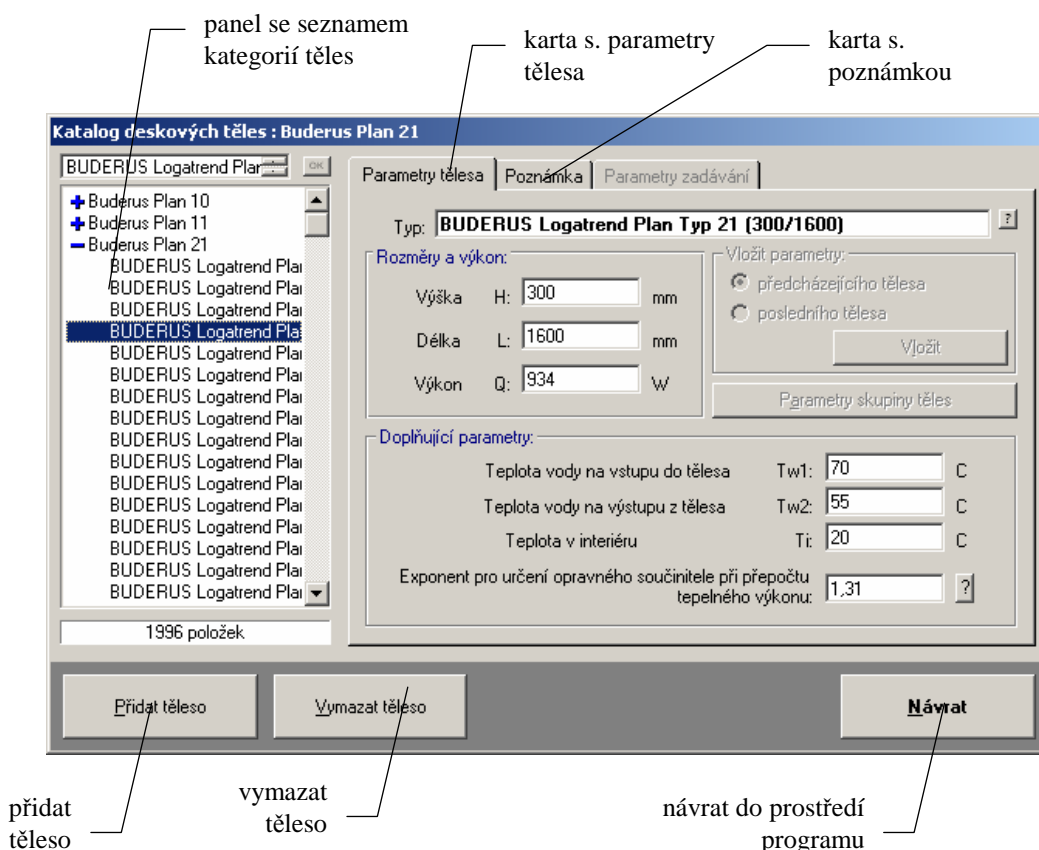 panel se seznamem
kategorií těles
karta s. parametry
tělesa
karta s.
poznámkou
Katalog deskových těles : Buderus Plan 21
BUDERUS Logatrend Plan
OK
Buderus Plan 10
Buderus Plan 11
Buderus Plan 21
BUDERUS Logatrend Plan
BUDERUS Logatrend Plan
BUDERUS Logatrend Plan
BUDERUS Logatrend Pla
BUDERUS Logatrend Plan
BUDERUS Logatrend Plan
BUDERUS Logatrend Plan
BUDERUS Logatrend Plan
BUDERUS Logatrend Plan
BUDERUS Logatrend Plan
BUDERUS Logatrend Plan
BUDERUS Logatrend Plan
BUDERUS Logatrend Plan
BUDERUS Logatrend Plan
BUDERUS Logatrend Plan
BUDERUS Logatrend Plan
1996 položek
Parametry tělesa Poznámka Parametry zadávání
Typ: BUDERUS Logatrend Plan Typ 21 (300/1600) ?
Rozměry a výkon:
Výška H: 300 mm
Délka L: 1600 mm
Výkon Q: 934 W
Vložit parametry:
předcházejícího tělesa
posledního tělesa
Vložit
Parametry skupiny těles
Doplňující parametry:
Teplota vody na vstupu do tělesa Tw1: 70 C
Teplota vody na výstupu z tělesa Tw2: 55 C
Teplota v interiéru Ti: 20 C
Exponent pro určení opravného součinitele při přepočtu
tepelného výkonu: 1,31 ?
Přidat těleso Vymazat těleso Návrat
přidat
těleso
vymazat
těleso
návrat do prostředí
programu